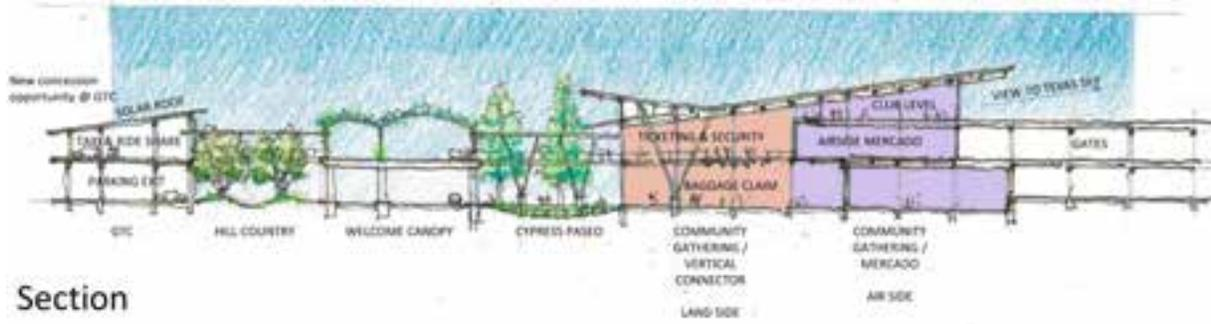 New concession
opportunity @ GTC
SOLAR ROOF
TAXI & RIDE SHARE
PARKING EXIT
TICKETING & SECURITY
BAGGAGE CLAIM
CLUB LEVEL
AIRSIDE MERCADO
VIEW TO TEXAS SKY
GATES
GTC
HILL COUNTRY
WELCOME CANOPY
CYPRESS PASEO
COMMUNITY
GATHERING /
VERTICAL
CONNECTOR
LAND SIDE
COMMUNITY
GATHERING /
MERCADO
AIR SIDE
Section